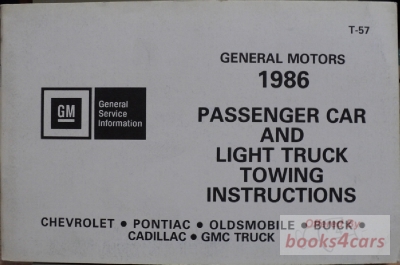 T-57
GENERAL MOTORS
1986
PASSENGER CAR
AND
LIGHT TRUCK
TOWING
INSTRUCTIONS
GM
General
Service
Information
CHEVROLET • PONTIAC • OLDSMOBILE • BUICK •
CADILLAC • GMC TRUCK
books4cars